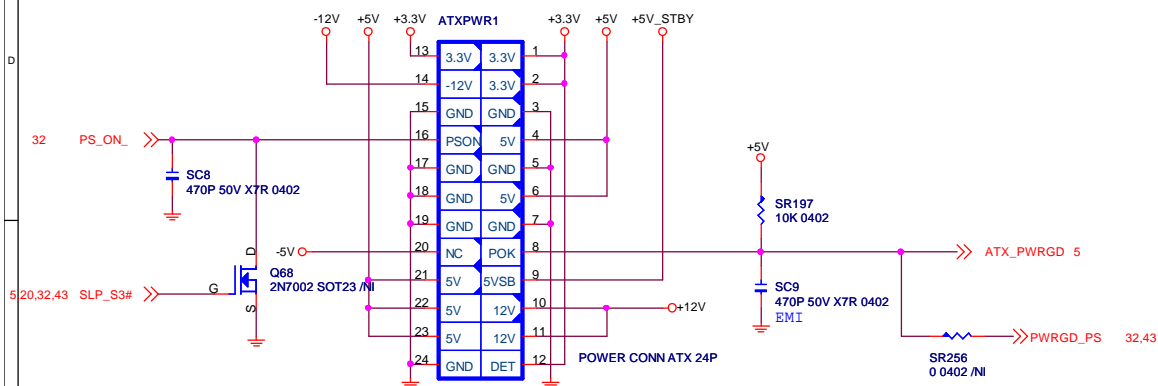 -12V +5V +3.3V ATXPWR1 +3.3V +5V +5V_STBY
D
13 3.3V 3.3V 1
14 -12V 3.3V 2
15 GND GND 3
32 PS_ON_ 16 PSON 5V 4
+5V
17 GND GND 5
SC8
470P 50V X7R 0402
18 GND 5V 6
SR197
10K 0402
19 GND GND 7
-5V 20 NC POK 8 ATX_PWRGD 5
D
Q68
2N7002 SOT23 /NI
21 5V 5VSB 9
SC9
470P 50V X7R 0402
EMI
5,20,32,43 SLP_S3# G
S
22 5V 12V 10 +12V
23 5V 12V 11
PWRGD_PS 32,43
POWER CONN ATX 24P
24 GND DET 12
SR256
0 0402 /NI